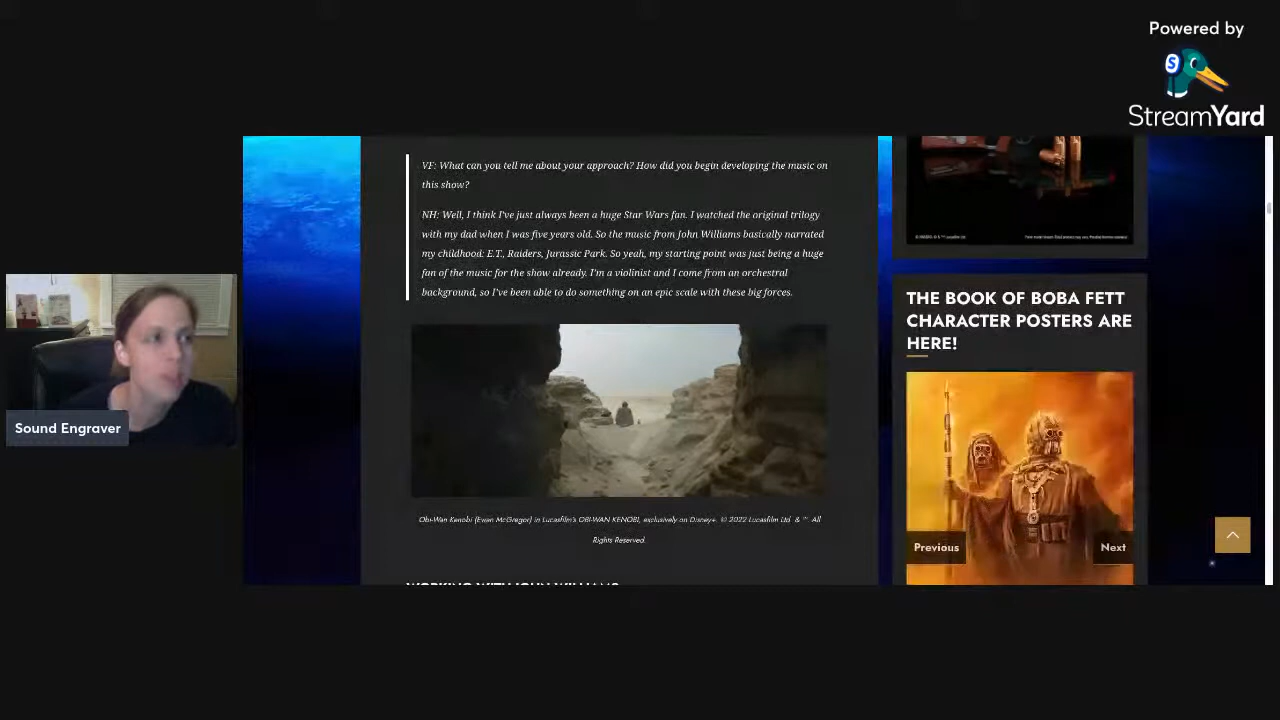 Powered by
StreamYard
VF: What can you tell me about your approach? How did you begin developing the music on
this show?
NH: Well, I think I've just always been a huge Star Wars fan. I watched the original trilogy
with my dad when I was five years old. So the music from John Williams basically narrated
my childhood: E.T., Raiders, Jurassic Park. So yeah, my starting point was just being a huge
fan of the music for the show already. I'm a violinist and I come from an orchestral
background, so I've been able to do something on an epic scale with these big forces.
Obi-Wan Kenobi (Ewan McGregor) in Lucasfilm's OBI-WAN KENOBI, exclusively on Disney+. © 2022 Lucasfilm Ltd. & ™. All
Rights Reserved.
WORKING WITH JOHN WILLIAMS
THE BOOK OF BOBA FETT
CHARACTER POSTERS ARE
HERE!
Previous
Next
Sound Engraver